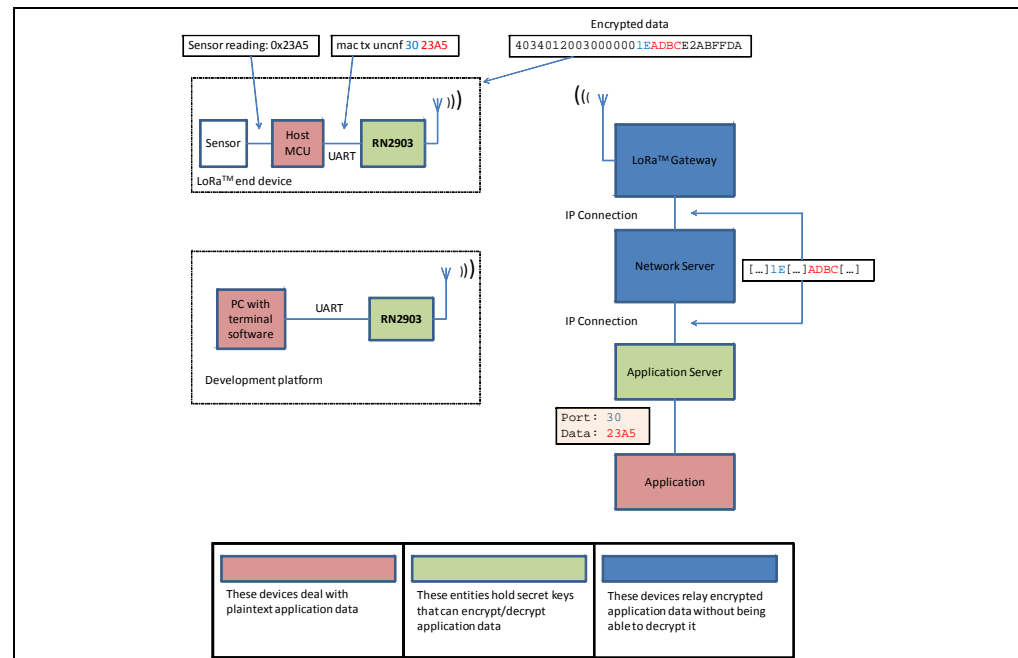 Encrypted data
Sensor reading: 0x23A5
mac tx uncnf 30 23A5
40340120030000001EADBCE2ABFFDA
Sensor
Host
MCU
UART
RN2903
LoRa™ end device
LoRa™ Gateway
IP Connection
Network Server
[…]1E[…]ADBC[…]
PC with
terminal
software
UART
RN2903
Development platform
IP Connection
Application Server
Port: 30
Data: 23A5
Application
These devices deal with
plaintext application data
These entities hold secret keys
that can encrypt/decrypt
application data
These devices relay encrypted
application data without being
able to decrypt it